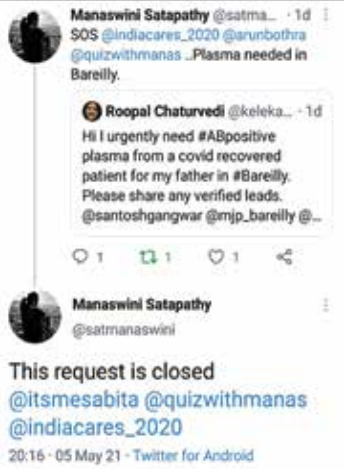 Manaswini Satapathy @satma... · 1d
SOS @indiacares_2020 @arunbothra
@quizwithmanas ..Plasma needed in
Bareilly.
Roopal Chaturvedi @keleka... · 1d
Hi I urgently need #ABpositive
plasma from a covid recovered
patient for my father in #Bareilly.
Please share any verified leads.
@santoshgangwar @mjp_bareilly @...
1 1 1
Manaswini Satapathy
@satmanaswini
This request is closed
@itsmesabita @quizwithmanas
@indiacares_2020
20:16 · 05 May 21 · Twitter for Android